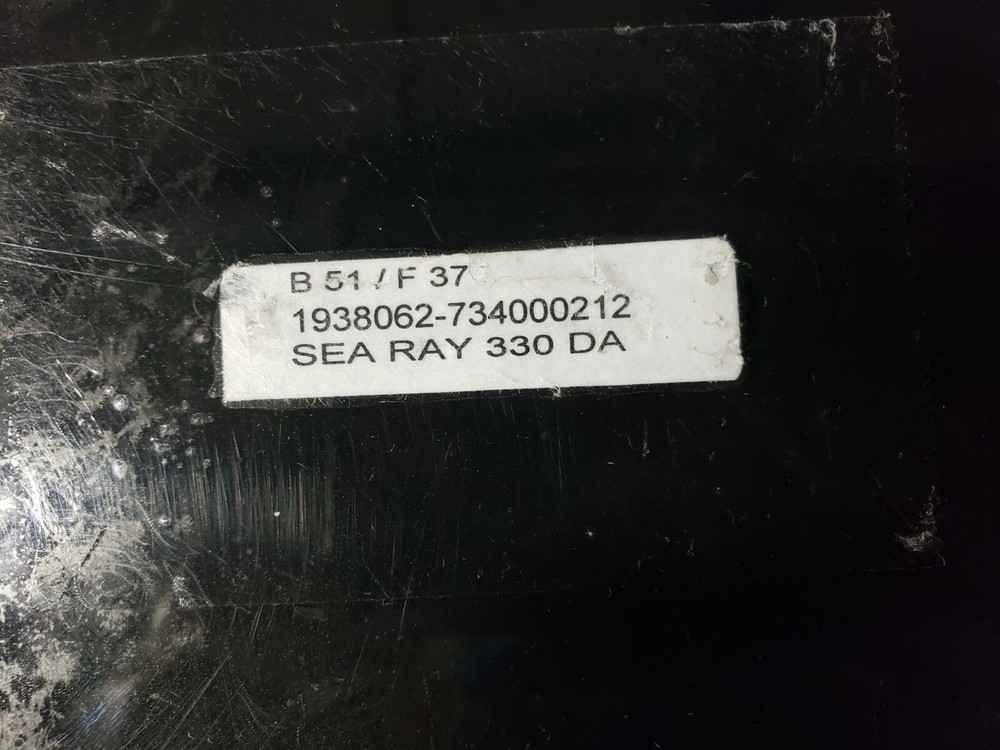 B 51 / F 37
1938062-734000212
SEA RAY 330 DA